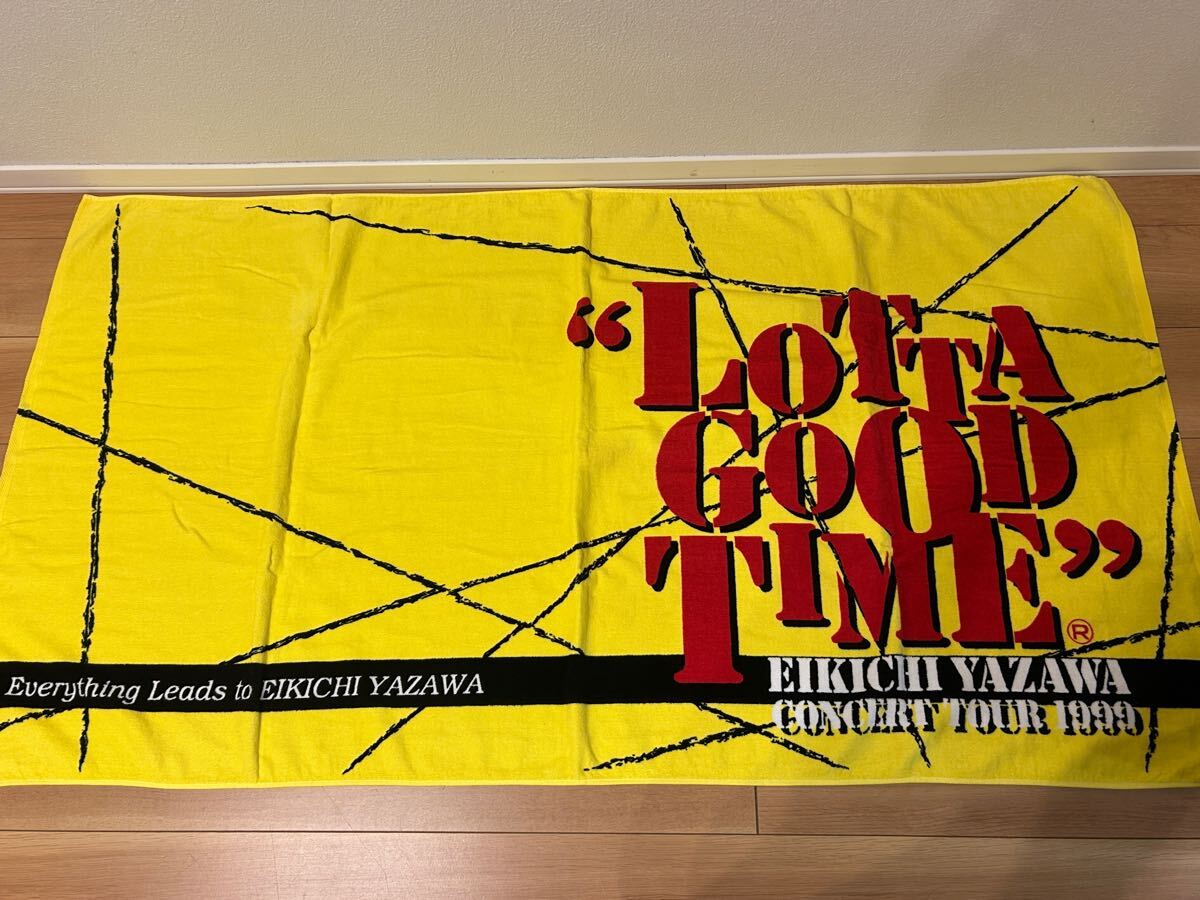 “LOTTA
GOOD
TIME”®
Everything Leads to EIKICHI YAZAWA
EIKICHI YAZAWA
CONCERT TOUR 1999